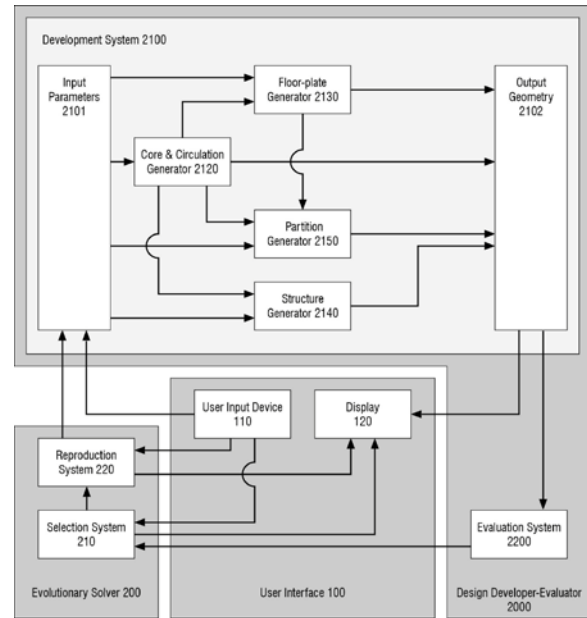 Development System 2100
Input
Parameters
2101
Floor-plate
Generator 2130
Output
Geometry
2102
Core & Circulation
Generator 2120
Partition
Generator 2150
Structure
Generator 2140
User Input Device
110
Display
120
Reproduction
System 220
Selection System
210
Evaluation System
2200
Evolutionary Solver 200
User Interface 100
Design Developer-Evaluator
2000